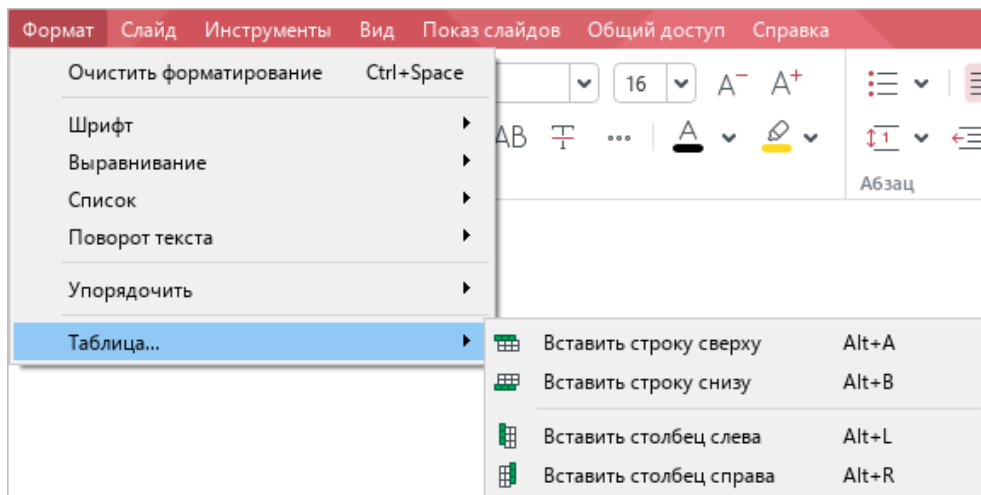 Формат Слайд Инструменты Вид Показ слайдов Общий доступ Справка
Очистить форматирование Ctrl+Space
16 A− A+
Шрифт
AB T ... A
Выравнивание
1
Список
Абзац
Поворот текста
Упорядочить
Таблица...
Вставить строку сверху Alt+A
Вставить строку снизу Alt+B
Вставить столбец слева Alt+L
Вставить столбец справа Alt+R